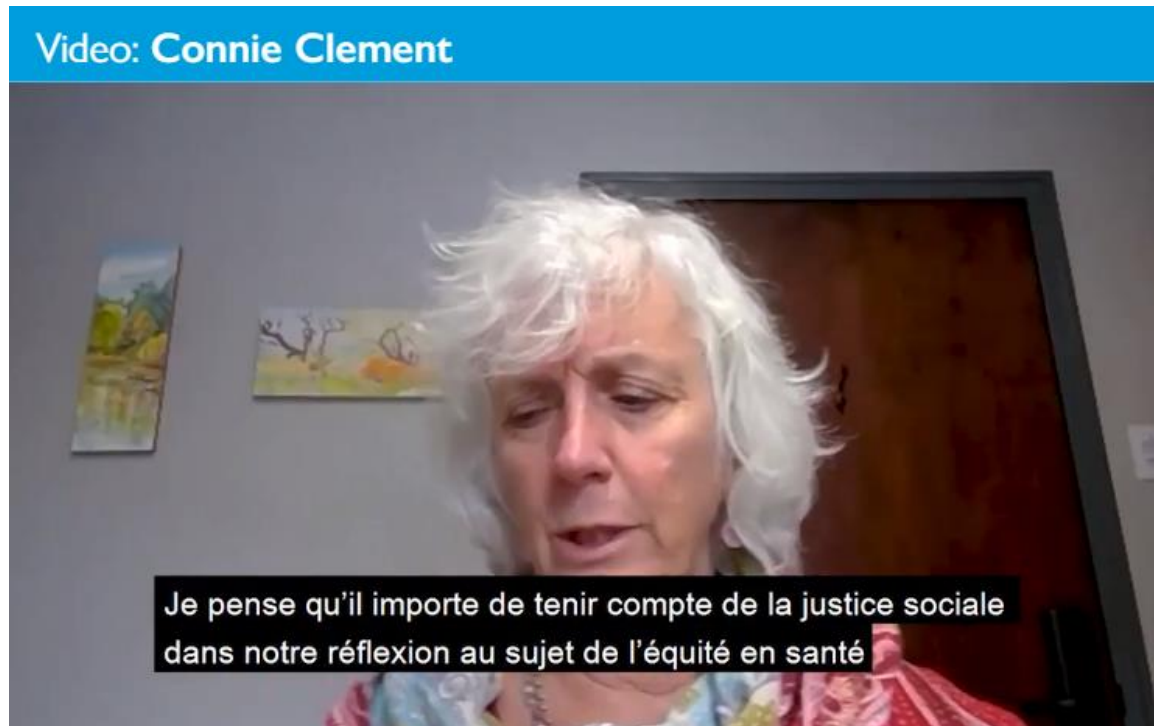 Video: Connie Clement
Je pense qu'il importe de tenir compte de la justice sociale
dans notre réflexion au sujet de l'équité en santé